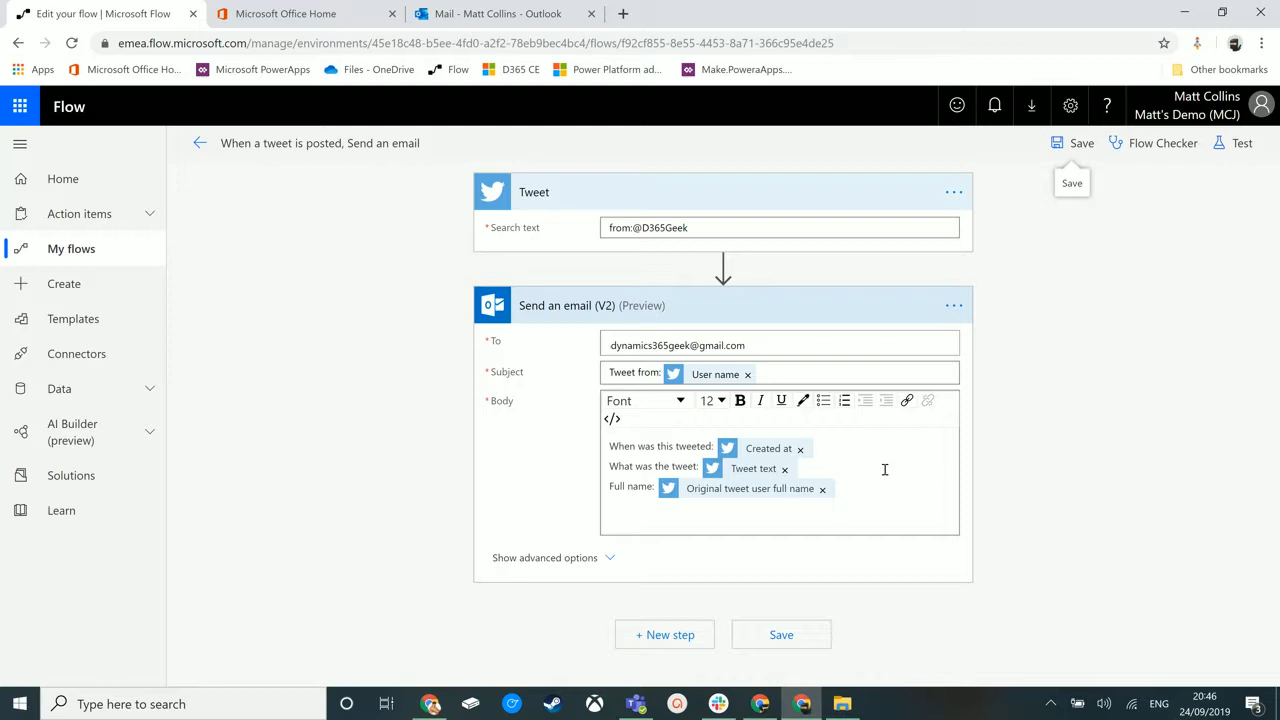 Edit your flow | Microsoft Flow
Microsoft Office Home
Mail - Matt Collins - Outlook
emea.flow.microsoft.com/manage/environments/45e18c48-b5ee-4fd0-a2f2-78eb9bec4bc4/flows/f92cf855-8e55-4453-8a71-366c95e4de25
Apps
Microsoft Office Ho...
Microsoft PowerApps
Files - OneDrive
Flow
D365 CE
Power Platform ad...
Make.PoweraApps....
Other bookmarks
Flow
Matt Collins
Matt's Demo (MCJ)
When a tweet is posted, Send an email
Save
Flow Checker
Test
Save
Home
Action items
My flows
Create
Templates
Connectors
Data
AI Builder
(preview)
Solutions
Learn
Tweet
* Search text
from:@D365Geek
Send an email (V2) (Preview)
* To
dynamics365geek@gmail.com
* Subject
Tweet from: User name ×
* Body
Font 12 B I U
</>
When was this tweeted: Created at ×
What was the tweet: Tweet text ×
Full name: Original tweet user full name ×
Show advanced options
+ New step
Save
Type here to search
ENG
20:46
24/09/2019
3